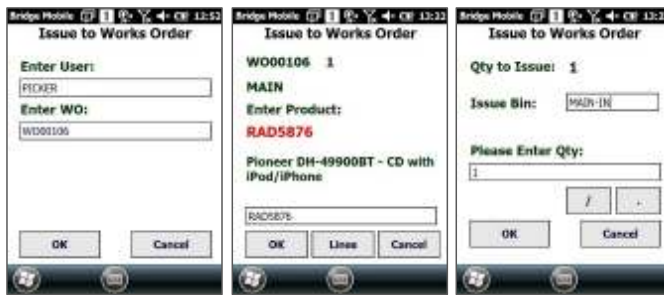 Bridge Mobile 12:52
Issue to Works Order
Enter User:
PICKER
Enter WO:
WO00106
OK Cancel
Bridge Mobile 13:22
Issue to Works Order
WO00106 1
MAIN
Enter Product:
RAD5876
Pioneer DH-49900BT - CD with
iPod/iPhone
RAD5876
OK Lines Cancel
Bridge Mobile
Issue to Works Order
Qty to Issue: 1
Issue Bin: MAIN-IN
Please Enter Qty:
1
/ .
OK Cancel